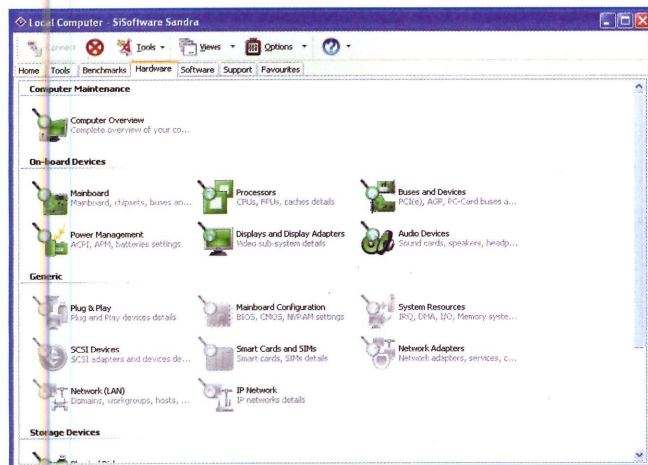 Local Computer - SiSoftware Sandra
Connect Tools Views Options
Home Tools Benchmarks Hardware Software Support Favourites
Computer Maintenance
Computer Overview
Complete overview of your co...
On-board Devices
Mainboard Processors Buses and Devices
Mainboard, chipsets, buses an... CPUs, FPUs, caches details PCI(e), AGP, PC-Card buses a...
Power Management Displays and Display Adapters Audio Devices
ACPI, APM, batteries settings Video sub-system details Sound cards, speakers, headp...
Generic
Plug & Play Mainboard Configuration System Resources
Plug and Play devices details BIOS, CMOS, NVRAM settings IRQ, DMA, I/O, Memory syste...
SCSI Devices Smart Cards and SIMs Network Adapters
SCSI adapters and devices de... Smart cards, SIMs details Network adapters, services, c...
Network (LAN) IP Network
Domains, workgroups, hosts, ... IP networks details
Storage Devices